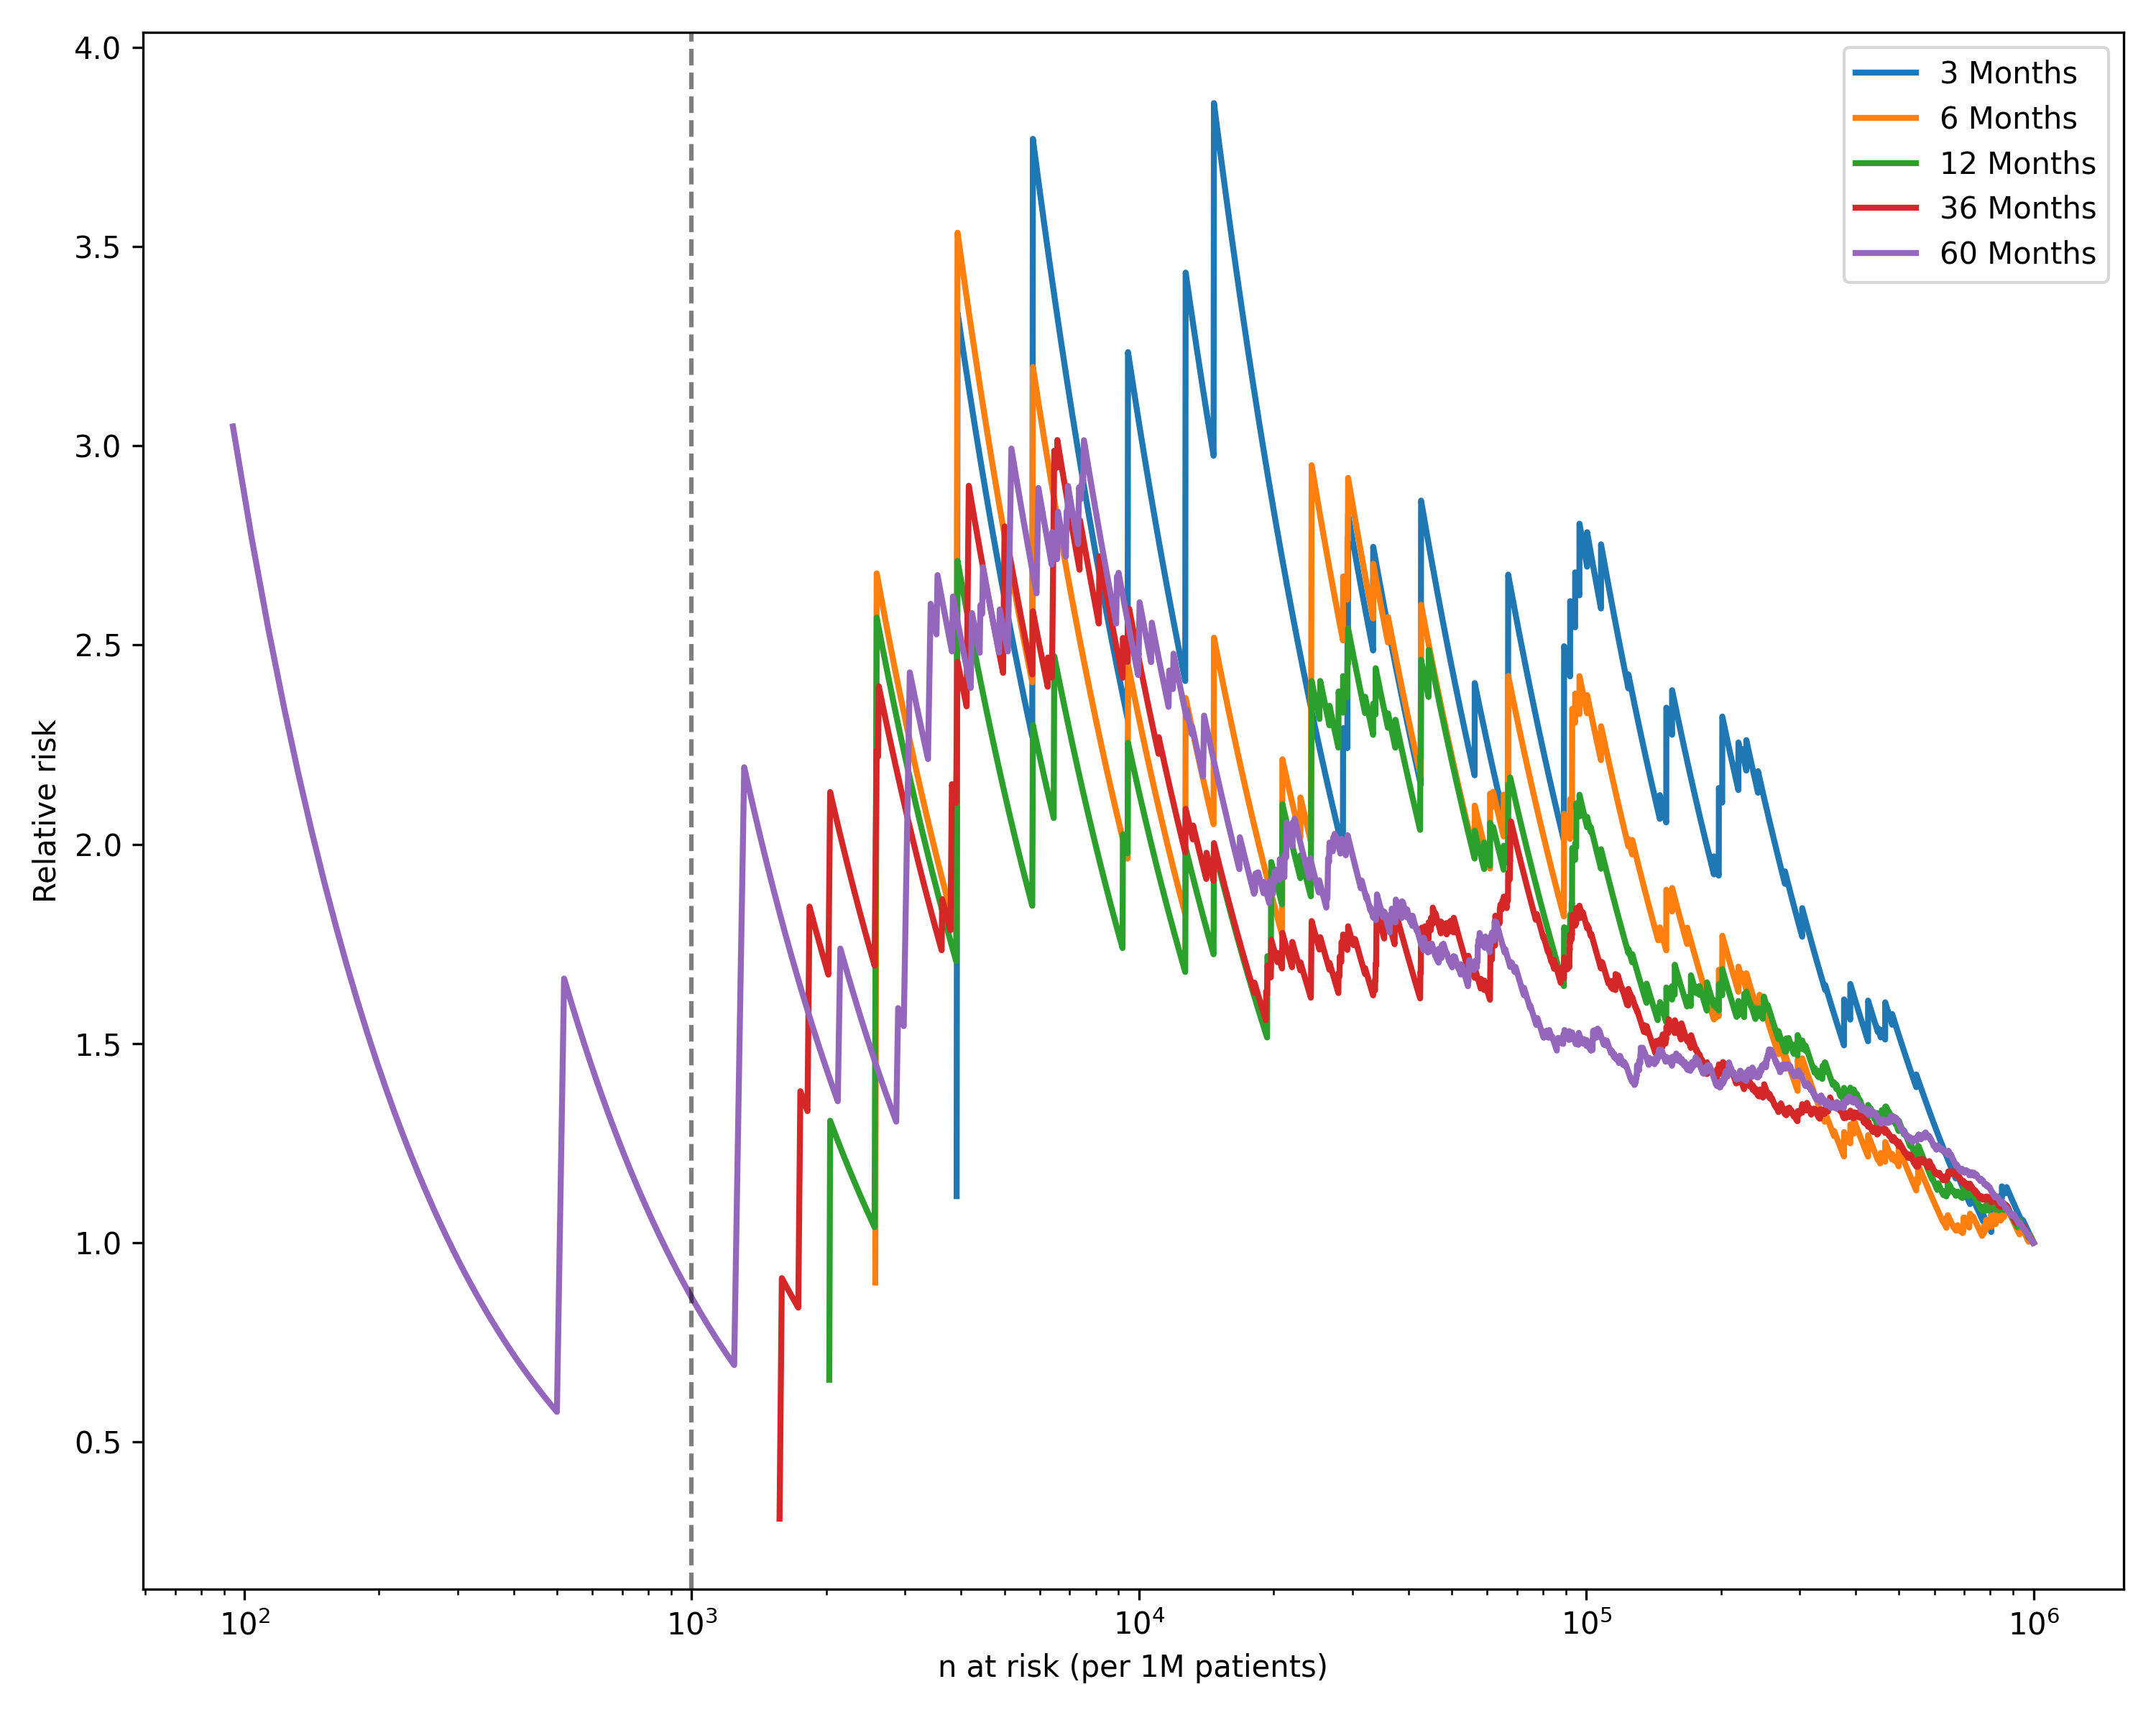 4.0
3.5
3.0
2.5
2.0
1.5
1.0
0.5
Relative risk
10²
10³
10⁴
10⁵
10⁶
n at risk (per 1M patients)
3 Months
6 Months
12 Months
36 Months
60 Months